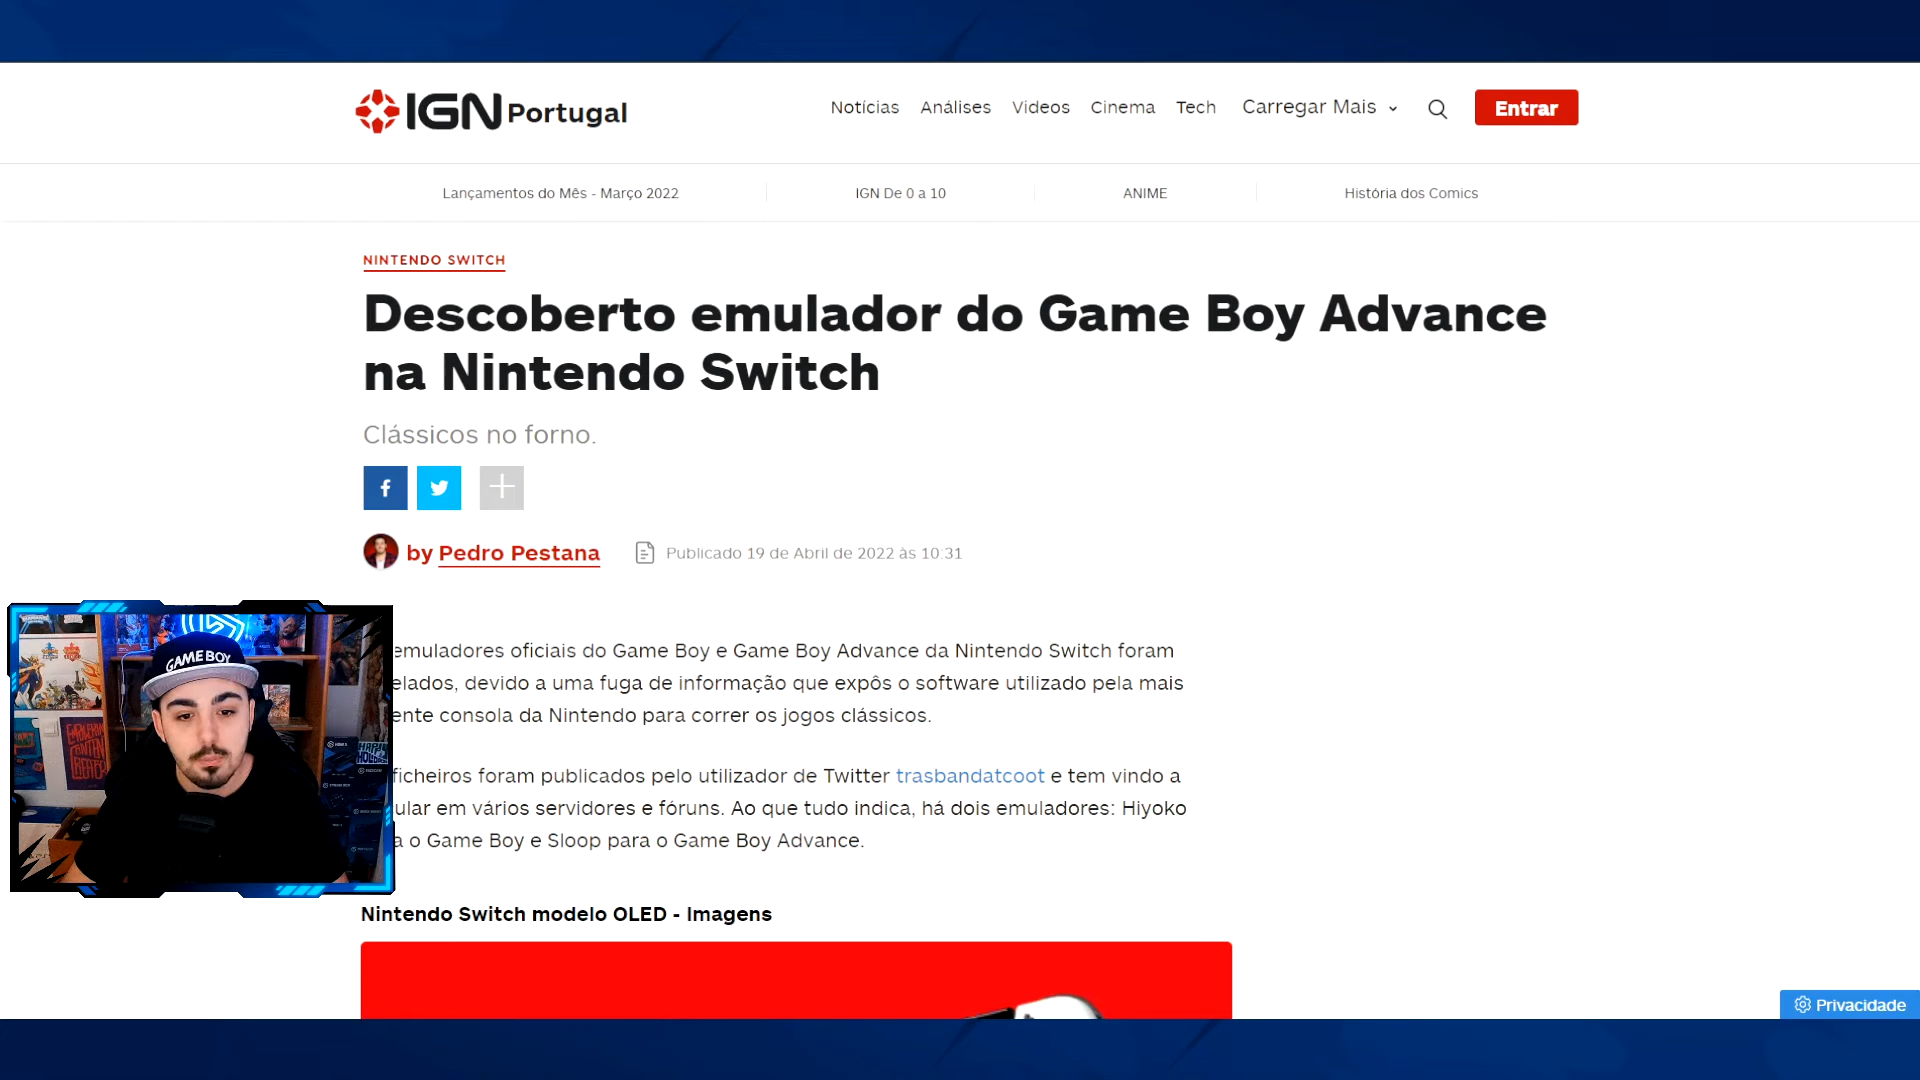 IGN Portugal
Notícias Análises Videos Cinema Tech Carregar Mais Entrar
Lançamentos do Mês - Março 2022 IGN De 0 a 10 ANIME História dos Comics
NINTENDO SWITCH
Descoberto emulador do Game Boy Advance
na Nintendo Switch
Clássicos no forno.
by Pedro Pestana Publicado 19 de Abril de 2022 às 10:31
emuladores oficiais do Game Boy e Game Boy Advance da Nintendo Switch foram
elados, devido a uma fuga de informação que expôs o software utilizado pela mais
ente consola da Nintendo para correr os jogos clássicos.
ficheiros foram publicados pelo utilizador de Twitter trasbandatcoot e tem vindo a
ular em vários servidores e fóruns. Ao que tudo indica, há dois emuladores: Hiyoko
a o Game Boy e Sloop para o Game Boy Advance.
GAME BOY
Nintendo Switch modelo OLED - Imagens
Privacidade